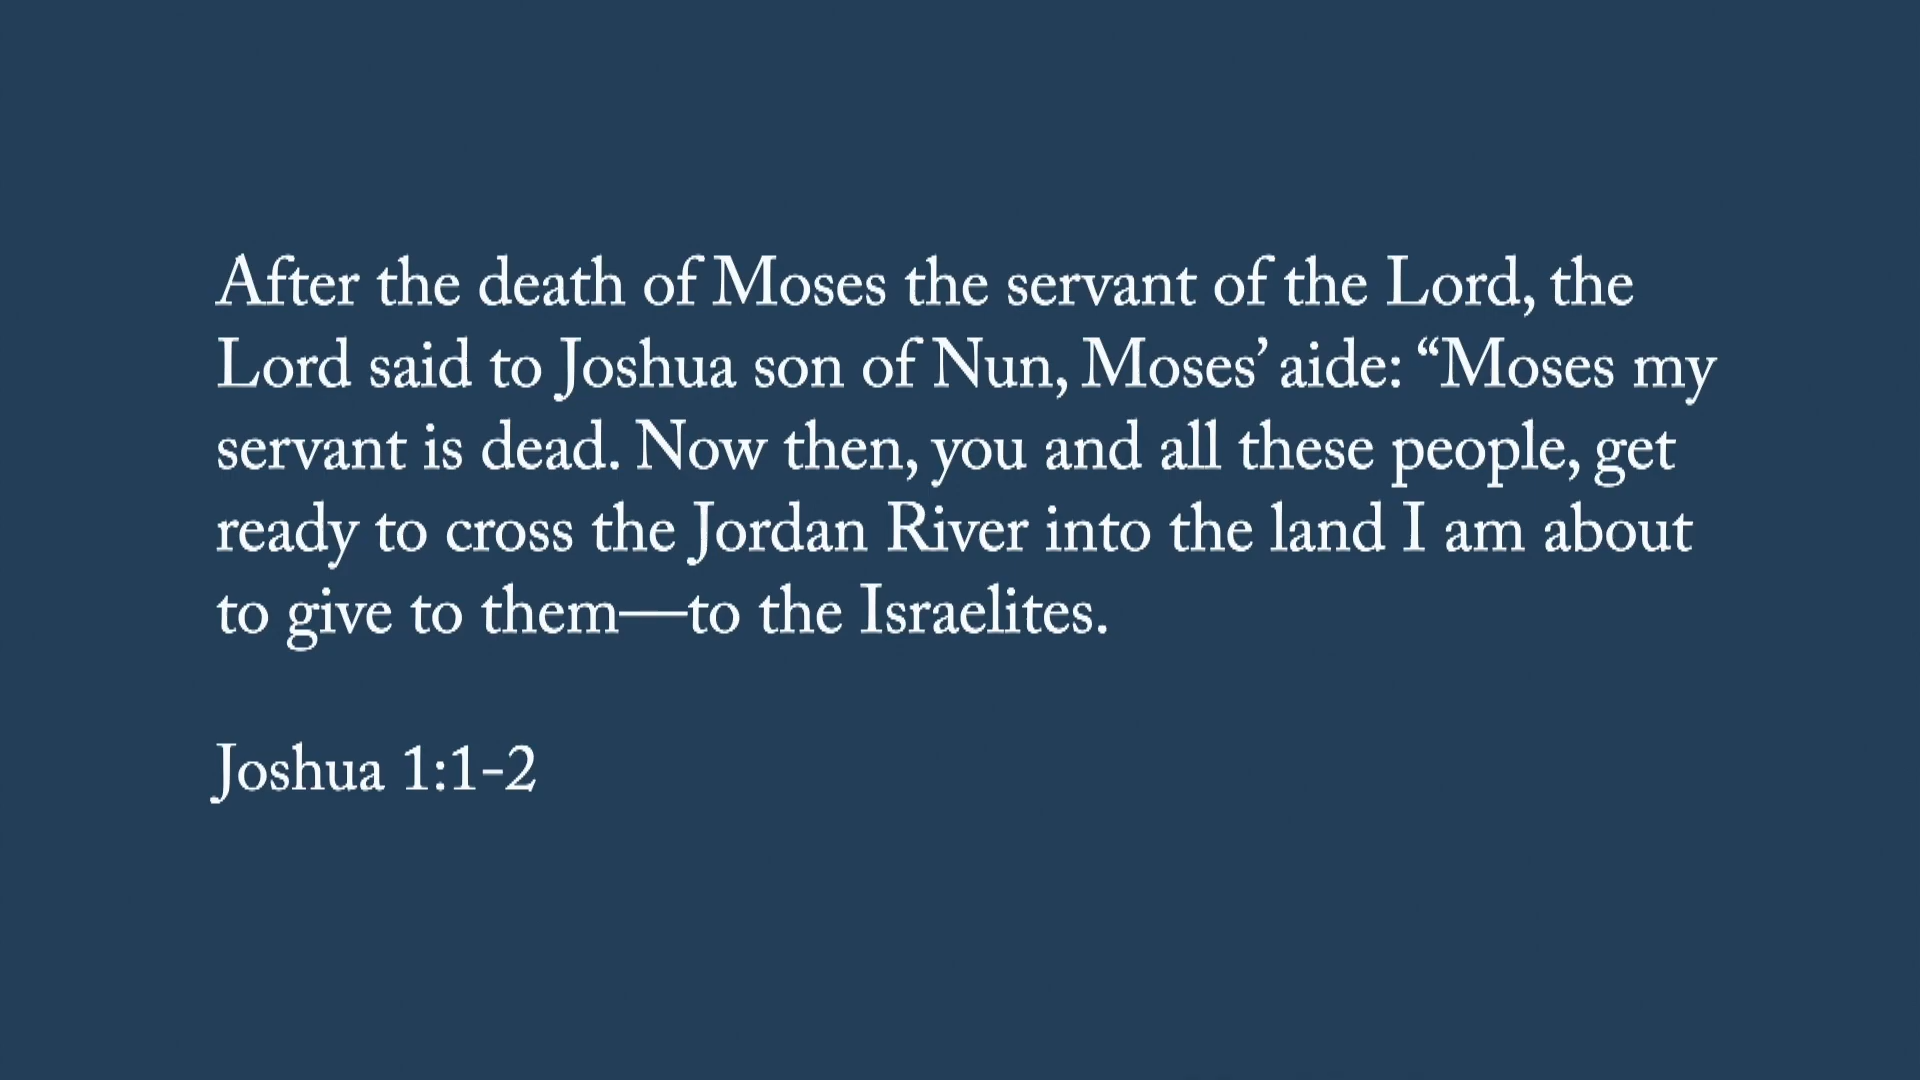 After the death of Moses the servant of the Lord, the
Lord said to Joshua son of Nun, Moses’ aide: “Moses my
servant is dead. Now then, you and all these people, get
ready to cross the Jordan River into the land I am about
to give to them—to the Israelites.
Joshua 1:1-2